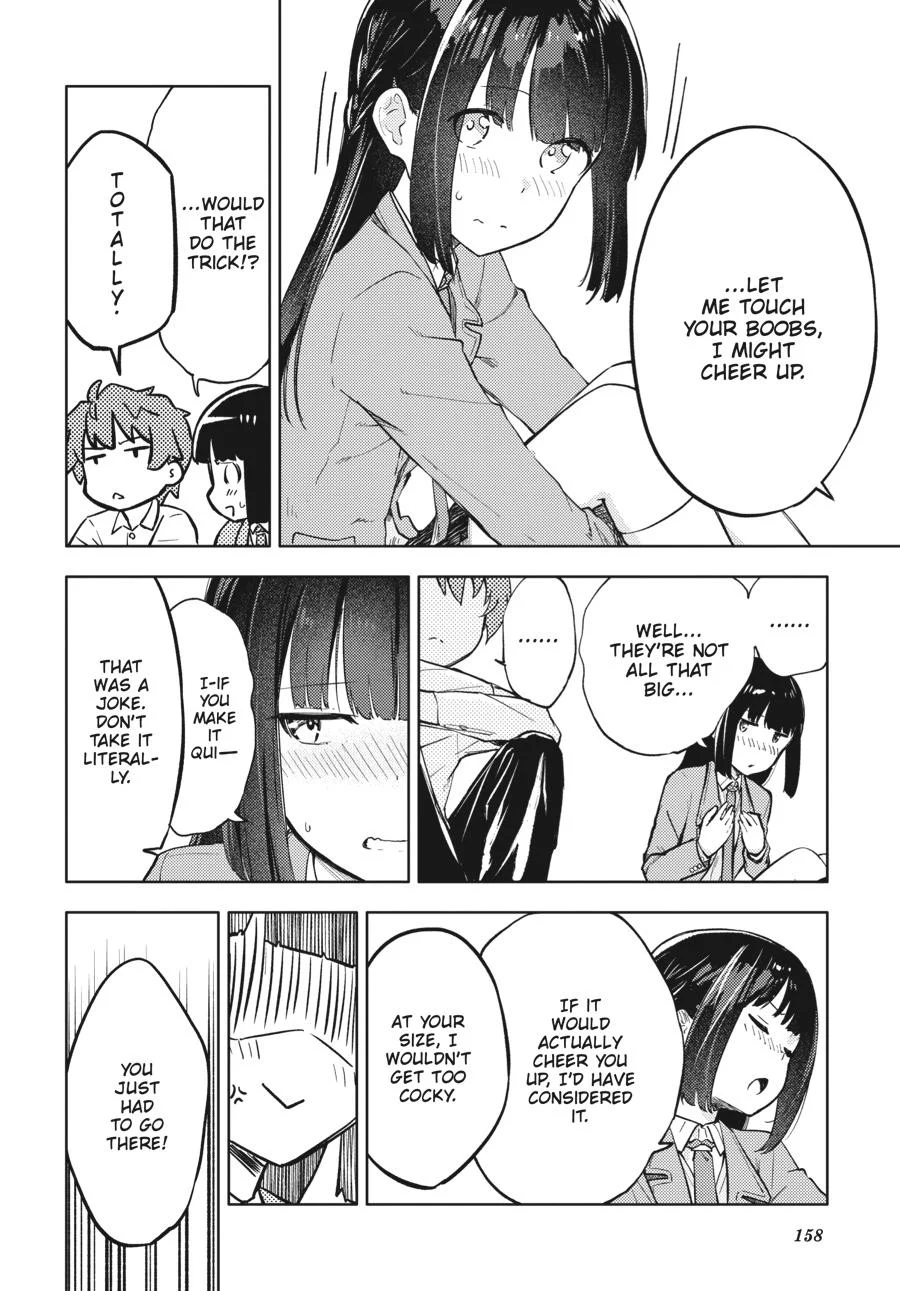 ...LET
ME TOUCH
YOUR BOOBS,
I MIGHT
CHEER UP.
...WOULD
THAT
DO THE
TRICK!?
TOTALLY.
......
WELL...
THEY'RE NOT
ALL THAT
BIG...
......
I-IF
YOU
MAKE
IT
QUI—
THAT
WAS A
JOKE.
DON'T
TAKE IT
LITERAL-
LY.
IF IT
WOULD
ACTUALLY
CHEER YOU
UP, I'D HAVE
CONSIDERED
IT.
AT YOUR
SIZE, I
WOULDN'T
GET TOO
COCKY.
YOU
JUST
HAD
TO GO
THERE!
158